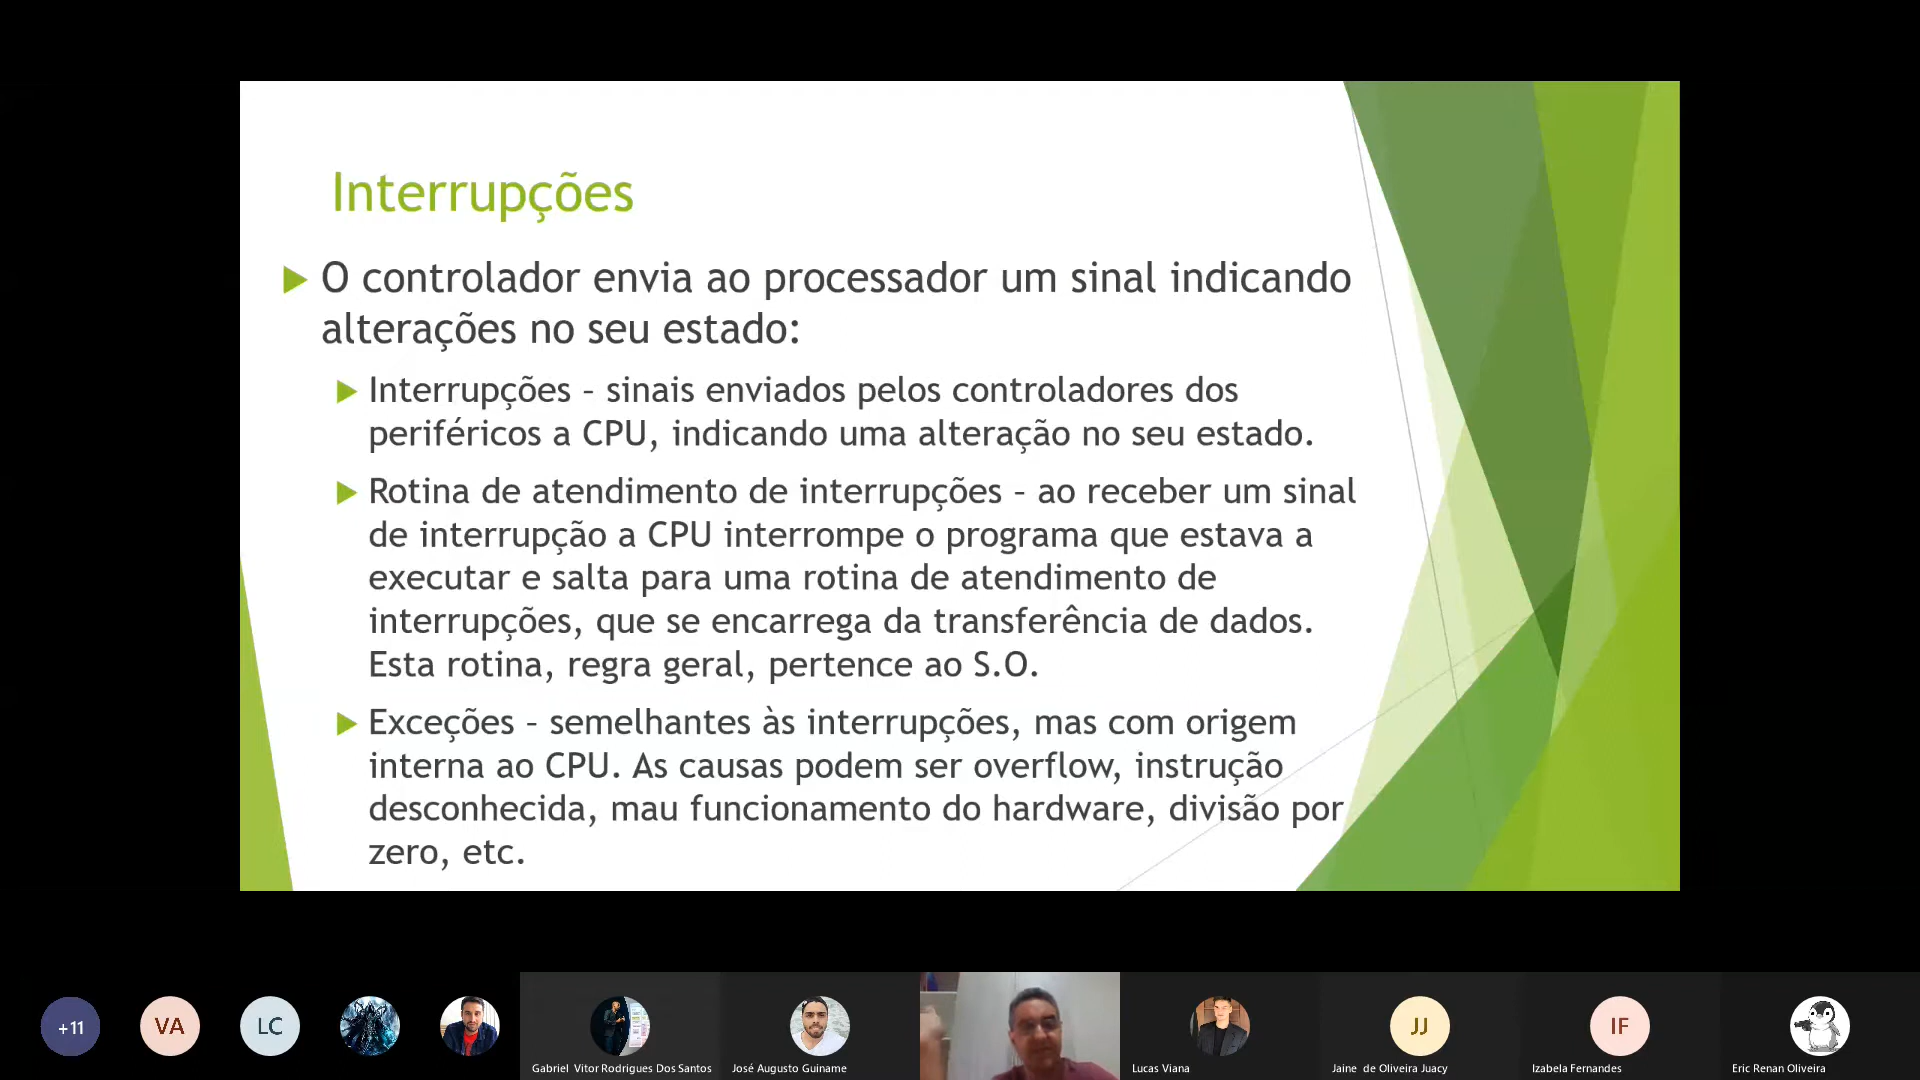 Interrupções
O controlador envia ao processador um sinal indicando
alterações no seu estado:
Interrupções – sinais enviados pelos controladores dos
periféricos a CPU, indicando uma alteração no seu estado.
Rotina de atendimento de interrupções – ao receber um sinal
de interrupção a CPU interrompe o programa que estava a
executar e salta para uma rotina de atendimento de
interrupções, que se encarrega da transferência de dados.
Esta rotina, regra geral, pertence ao S.O.
Exceções – semelhantes às interrupções, mas com origem
interna ao CPU. As causas podem ser overflow, instrução
desconhecida, mau funcionamento do hardware, divisão por
zero, etc.
+11
VA
LC
JJ
IF
Gabriel Vitor Rodrigues Dos Santos
José Augusto Guiname
Lucas Viana
Jaine de Oliveira Juacy
Izabela Fernandes
Eric Renan Oliveira